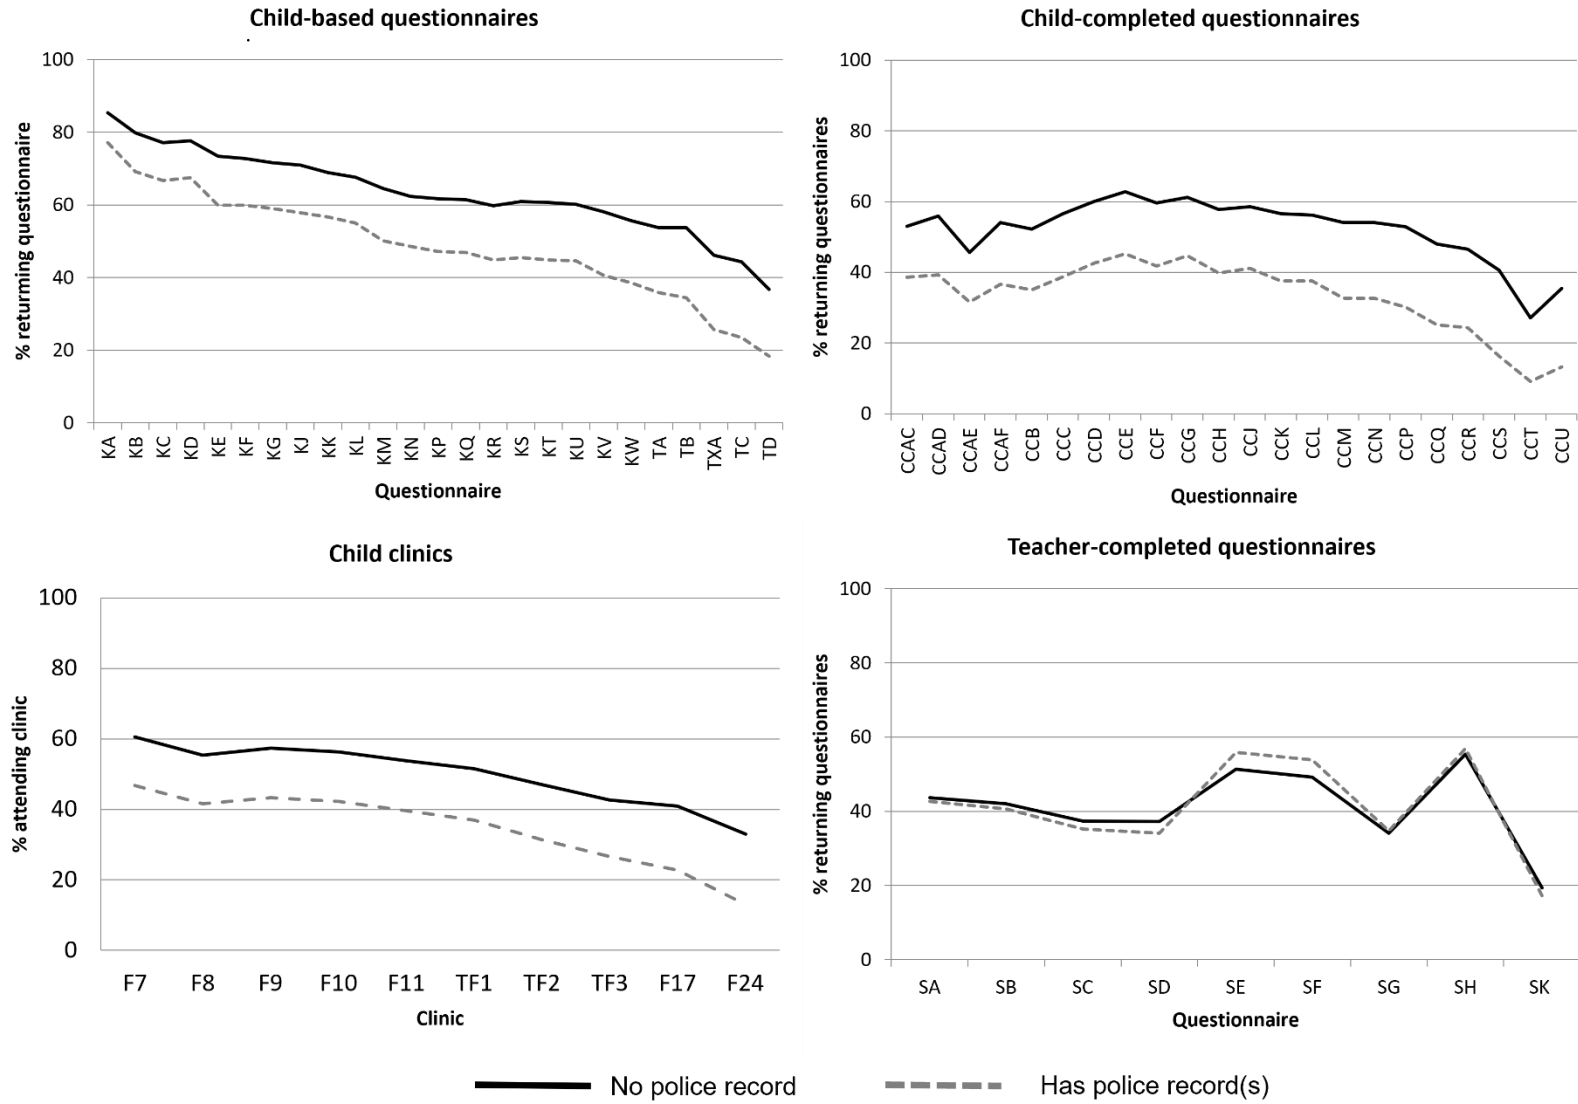 Child-based questionnaires
% returning questionnaire
100
80
60
40
20
0
KA KB KC KD KE KF KG KJ KK KL KM KN KP KQ KR KS KT KU KV KW TA TB TXA TC TD
Questionnaire
Child-completed questionnaires
% returning questionnaires
100
80
60
40
20
0
CCAC CCAD CCAE CCAF CCB CCC CCD CCE CCF CCG CCH CCJ CCK CCL CCM CCN CCP CCQ CCR CCS CCT CCU
Questionnaire
Child clinics
% attending clinic
100
80
60
40
20
0
F7 F8 F9 F10 F11 TF1 TF2 TF3 F17 F24
Clinic
Teacher-completed questionnaires
% returning questionnaires
100
80
60
40
20
0
SA SB SC SD SE SF SG SH SK
Questionnaire
No police record
Has police record(s)